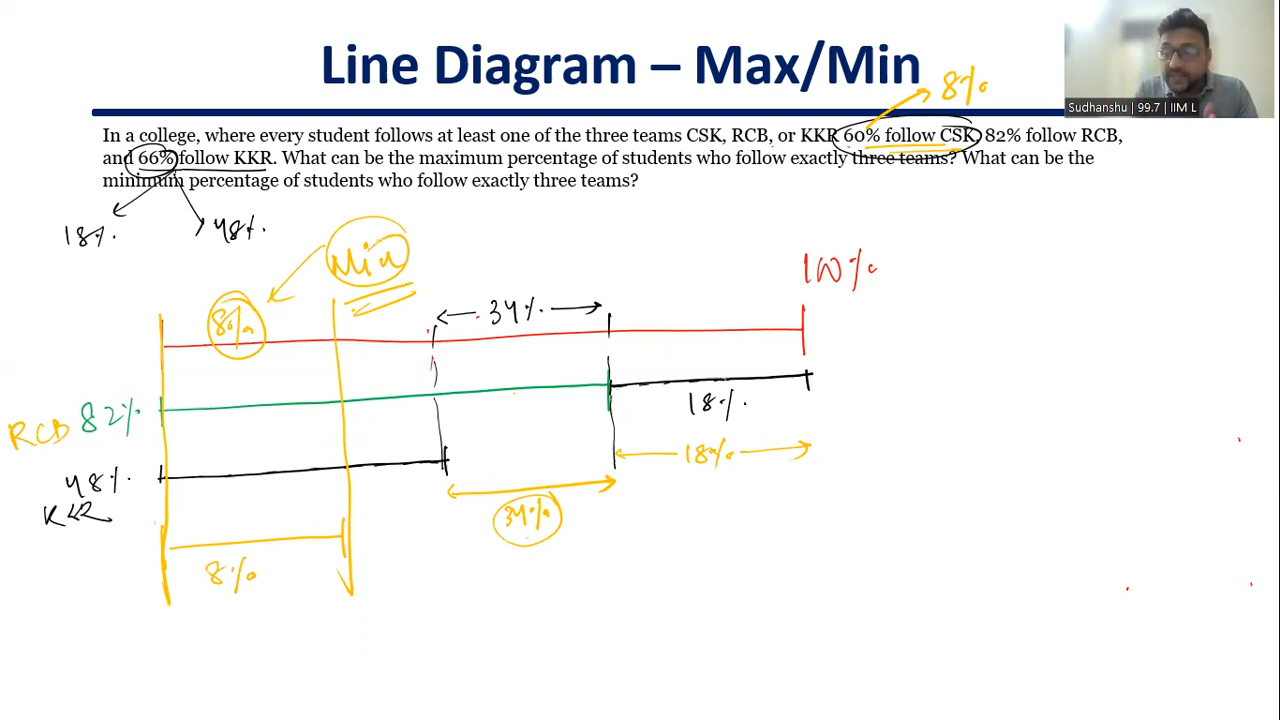 Line Diagram – Max/Min
8%
Sudhanshu | 99.7 | IIM L
In a college, where every student follows at least one of the three teams CSK, RCB, or KKR 60% follow CSK, 82% follow RCB,
and 66% follow KKR. What can be the maximum percentage of students who follow exactly three teams? What can be the
minimum percentage of students who follow exactly three teams?
18%.
48%.
Min
100%
8%
34%.
RCB 82%
18%.
18%
48%.
KKR
34%
8%